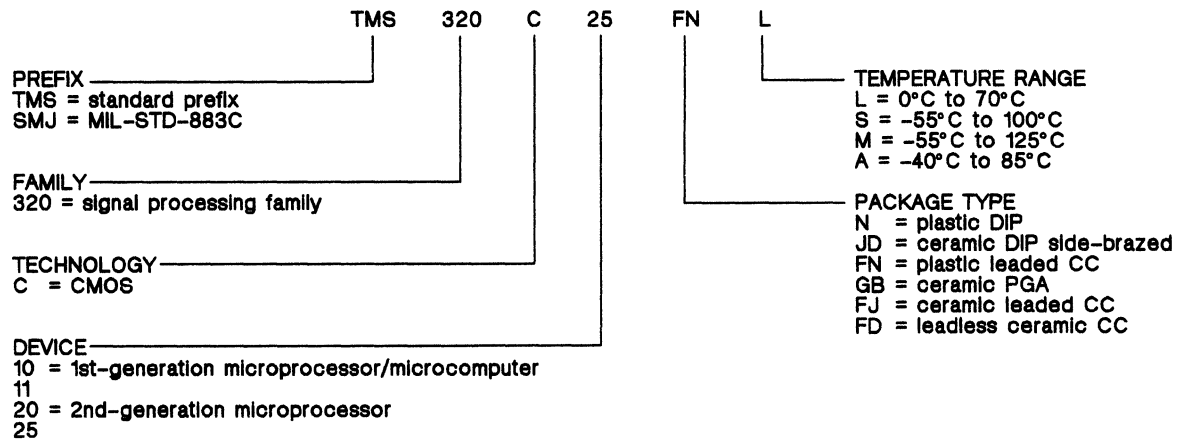 TMS 320 C 25 FN L
PREFIX
TMS = standard prefix
SMJ = MIL-STD-883C
FAMILY
320 = signal processing family
TECHNOLOGY
C = CMOS
DEVICE
10 = 1st-generation microprocessor/microcomputer
11
20 = 2nd-generation microprocessor
25
TEMPERATURE RANGE
L = 0°C to 70°C
S = -55°C to 100°C
M = -55°C to 125°C
A = -40°C to 85°C
PACKAGE TYPE
N = plastic DIP
JD = ceramic DIP side-brazed
FN = plastic leaded CC
GB = ceramic PGA
FJ = ceramic leaded CC
FD = leadless ceramic CC